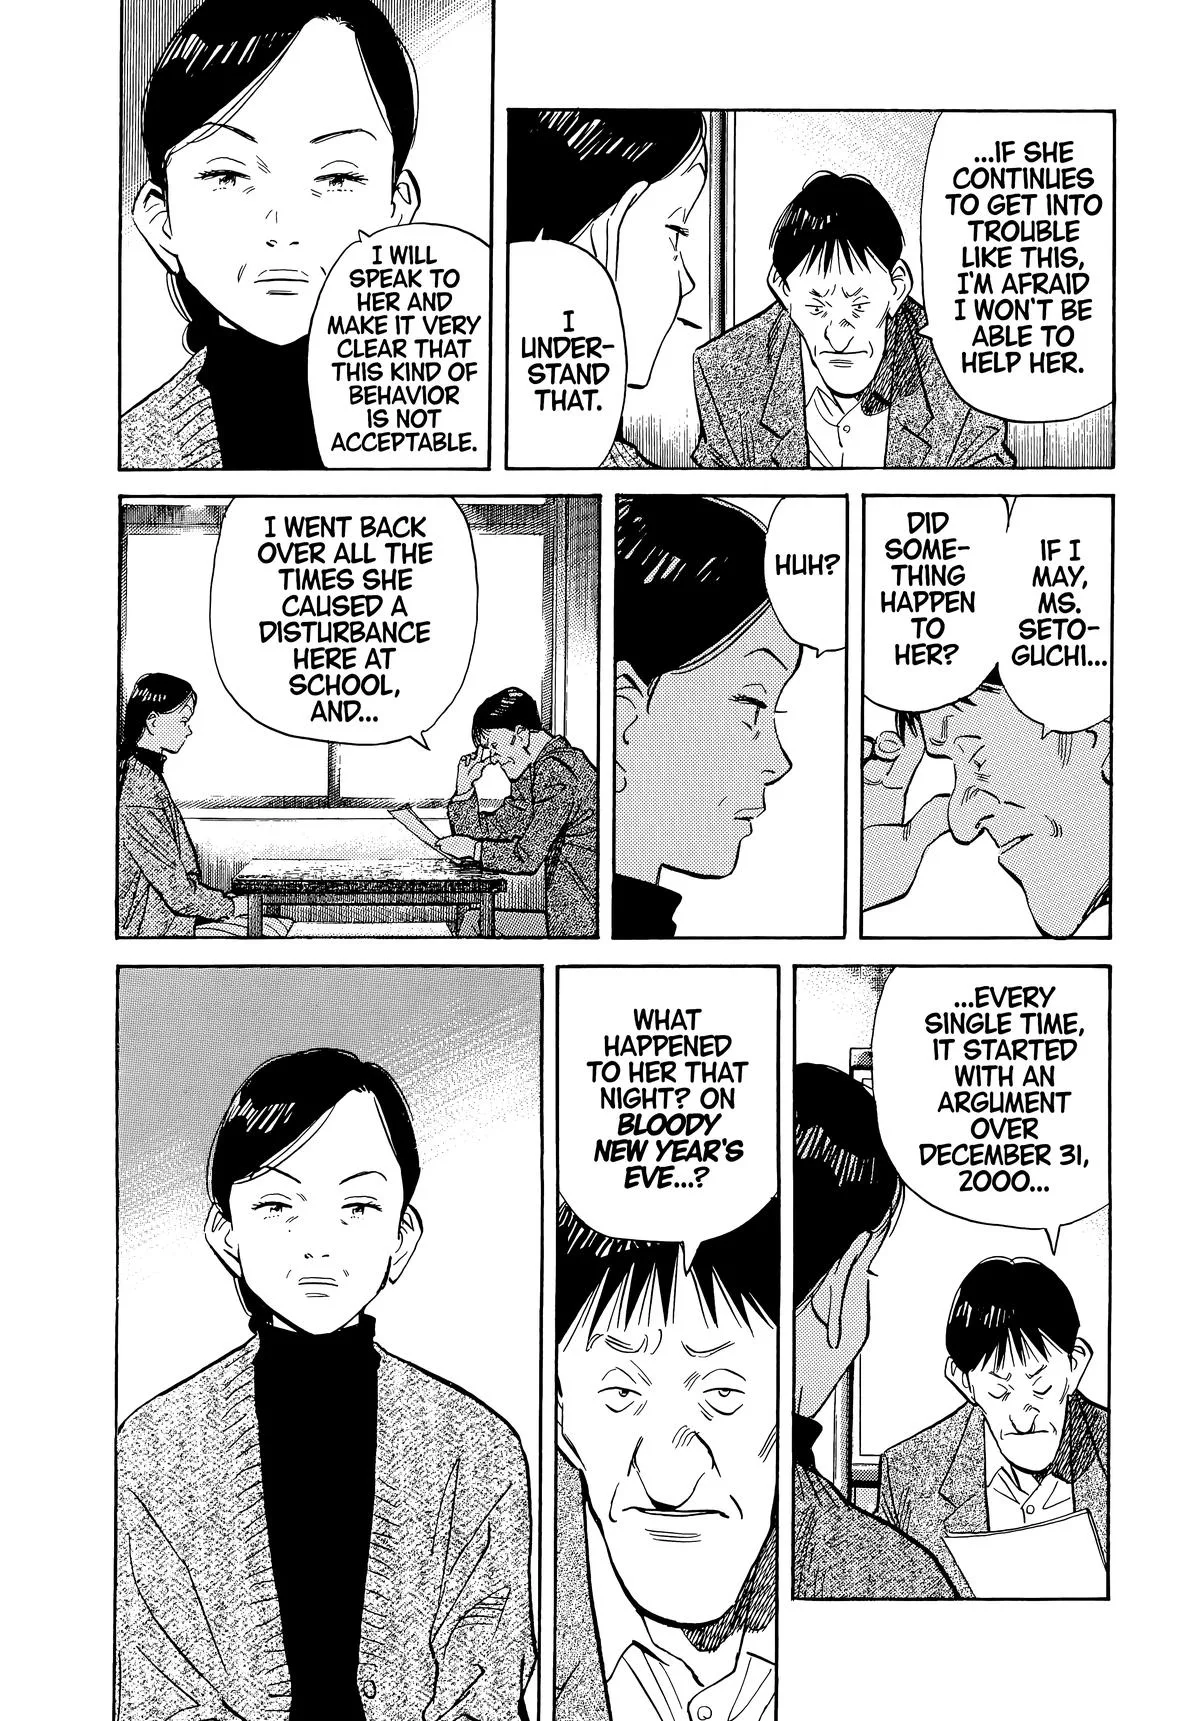 ...IF SHE
CONTINUES
TO GET INTO
TROUBLE
LIKE THIS,
I'M AFRAID
I WON'T BE
ABLE TO
HELP HER.
I
UNDER-
STAND
THAT.
I WILL
SPEAK TO
HER AND
MAKE IT VERY
CLEAR THAT
THIS KIND OF
BEHAVIOR
IS NOT
ACCEPTABLE.
IF I
MAY,
MS.
SETO-
GUCHI...
DID
SOME-
THING
HAPPEN
TO
HER?
HUH?
I WENT BACK
OVER ALL THE
TIMES SHE
CAUSED A
DISTURBANCE
HERE AT
SCHOOL,
AND...
...EVERY
SINGLE TIME,
IT STARTED
WITH AN
ARGUMENT
OVER
DECEMBER 31,
2000...
WHAT
HAPPENED
TO HER THAT
NIGHT? ON
BLOODY
NEW YEAR'S
EVE...?